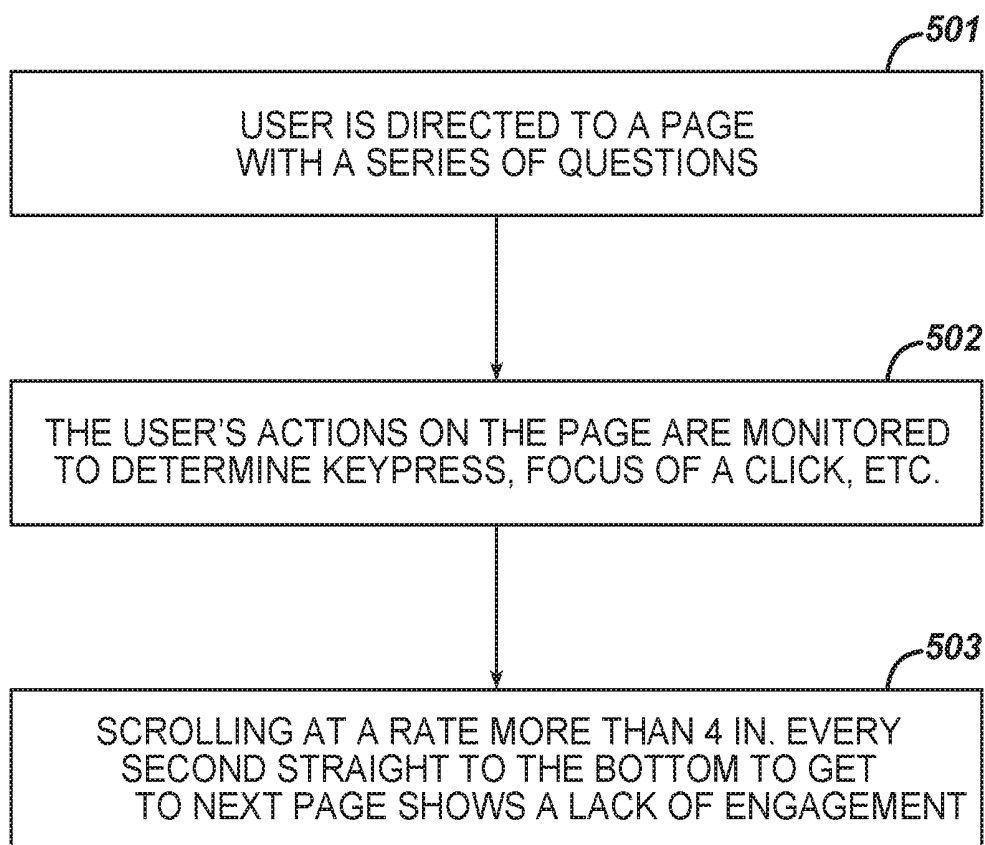 501
USER IS DIRECTED TO A PAGE
WITH A SERIES OF QUESTIONS
502
THE USER'S ACTIONS ON THE PAGE ARE MONITORED
TO DETERMINE KEYPRESS, FOCUS OF A CLICK, ETC.
503
SCROLLING AT A RATE MORE THAN 4 IN. EVERY
SECOND STRAIGHT TO THE BOTTOM TO GET
TO NEXT PAGE SHOWS A LACK OF ENGAGEMENT